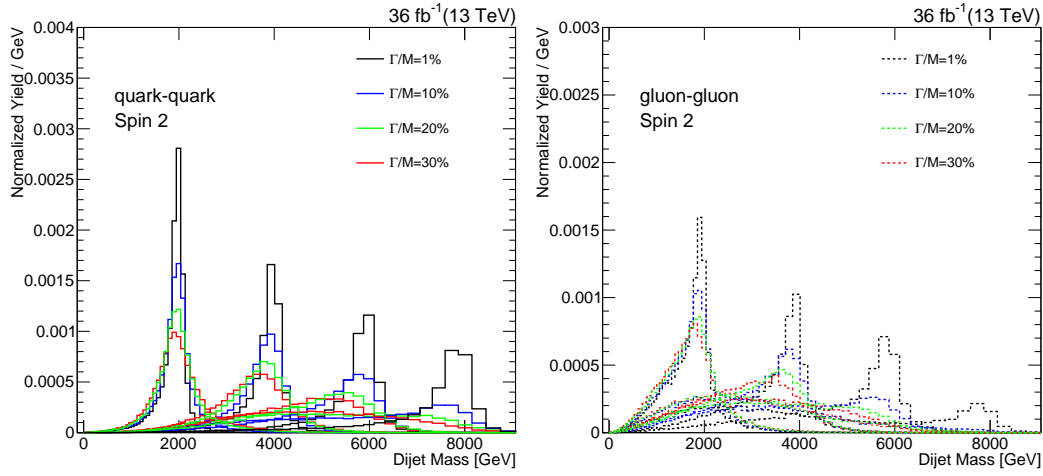 36 fb⁻¹(13 TeV)
Normalized Yield / GeV
0.004
0.0035
0.003
0.0025
0.002
0.0015
0.001
0.0005
0
quark-quark
Spin 2
Γ/M=1%
Γ/M=10%
Γ/M=20%
Γ/M=30%
0 2000 4000 6000 8000
Dijet Mass [GeV]
36 fb⁻¹(13 TeV)
Normalized Yield / GeV
0.003
0.0025
0.002
0.0015
0.001
0.0005
0
gluon-gluon
Spin 2
Γ/M=1%
Γ/M=10%
Γ/M=20%
Γ/M=30%
0 2000 4000 6000 8000
Dijet Mass [GeV]